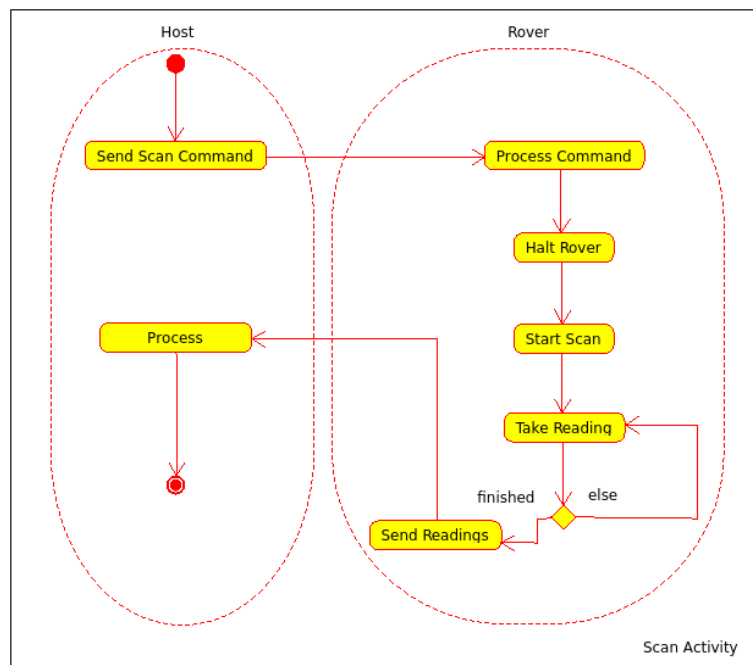 Host
Rover
Send Scan Command
Process Command
Halt Rover
Process
Start Scan
Take Reading
finished
else
Send Readings
Scan Activity